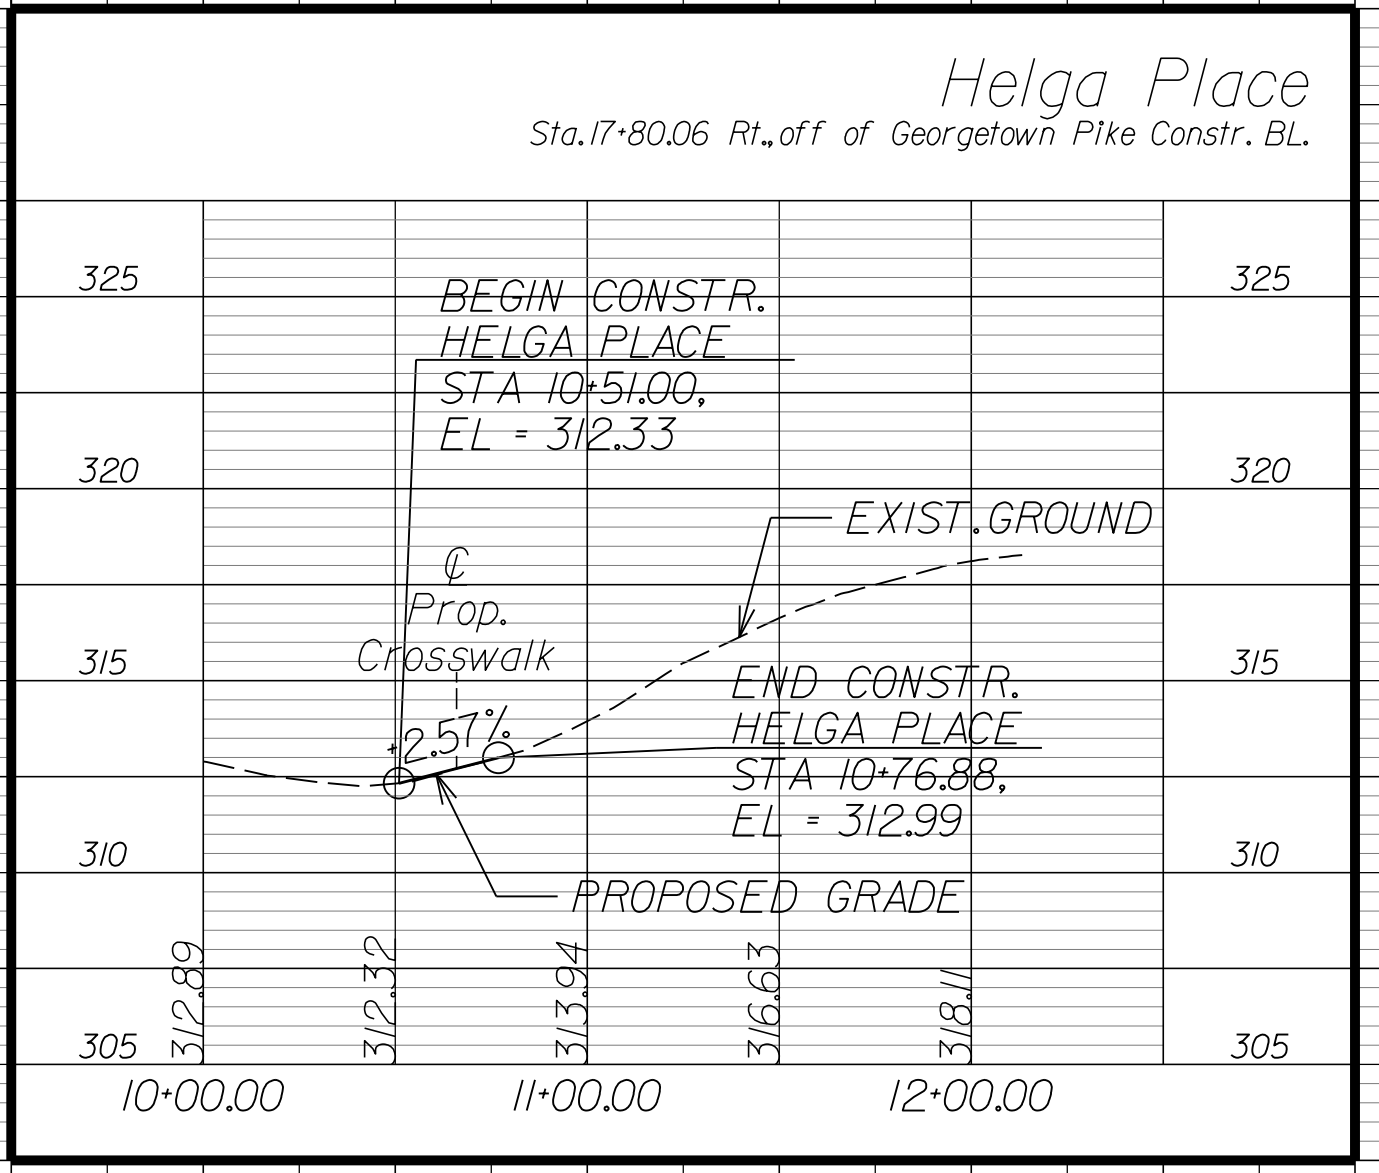 Helga Place
Sta.17+80.06 Rt.,off of Georgetown Pike Constr. BL.
325 325
BEGIN CONSTR.
HELGA PLACE
STA 10+51.00,
EL = 312.33
320 320
EXIST.GROUND
℄
Prop.
Crosswalk
315 315
END CONSTR.
HELGA PLACE
STA 10+76.88,
EL = 312.99
+2.57%
310 310
PROPOSED GRADE
312.89
312.32
313.94
316.63
318.11
305 305
10+00.00 11+00.00 12+00.00